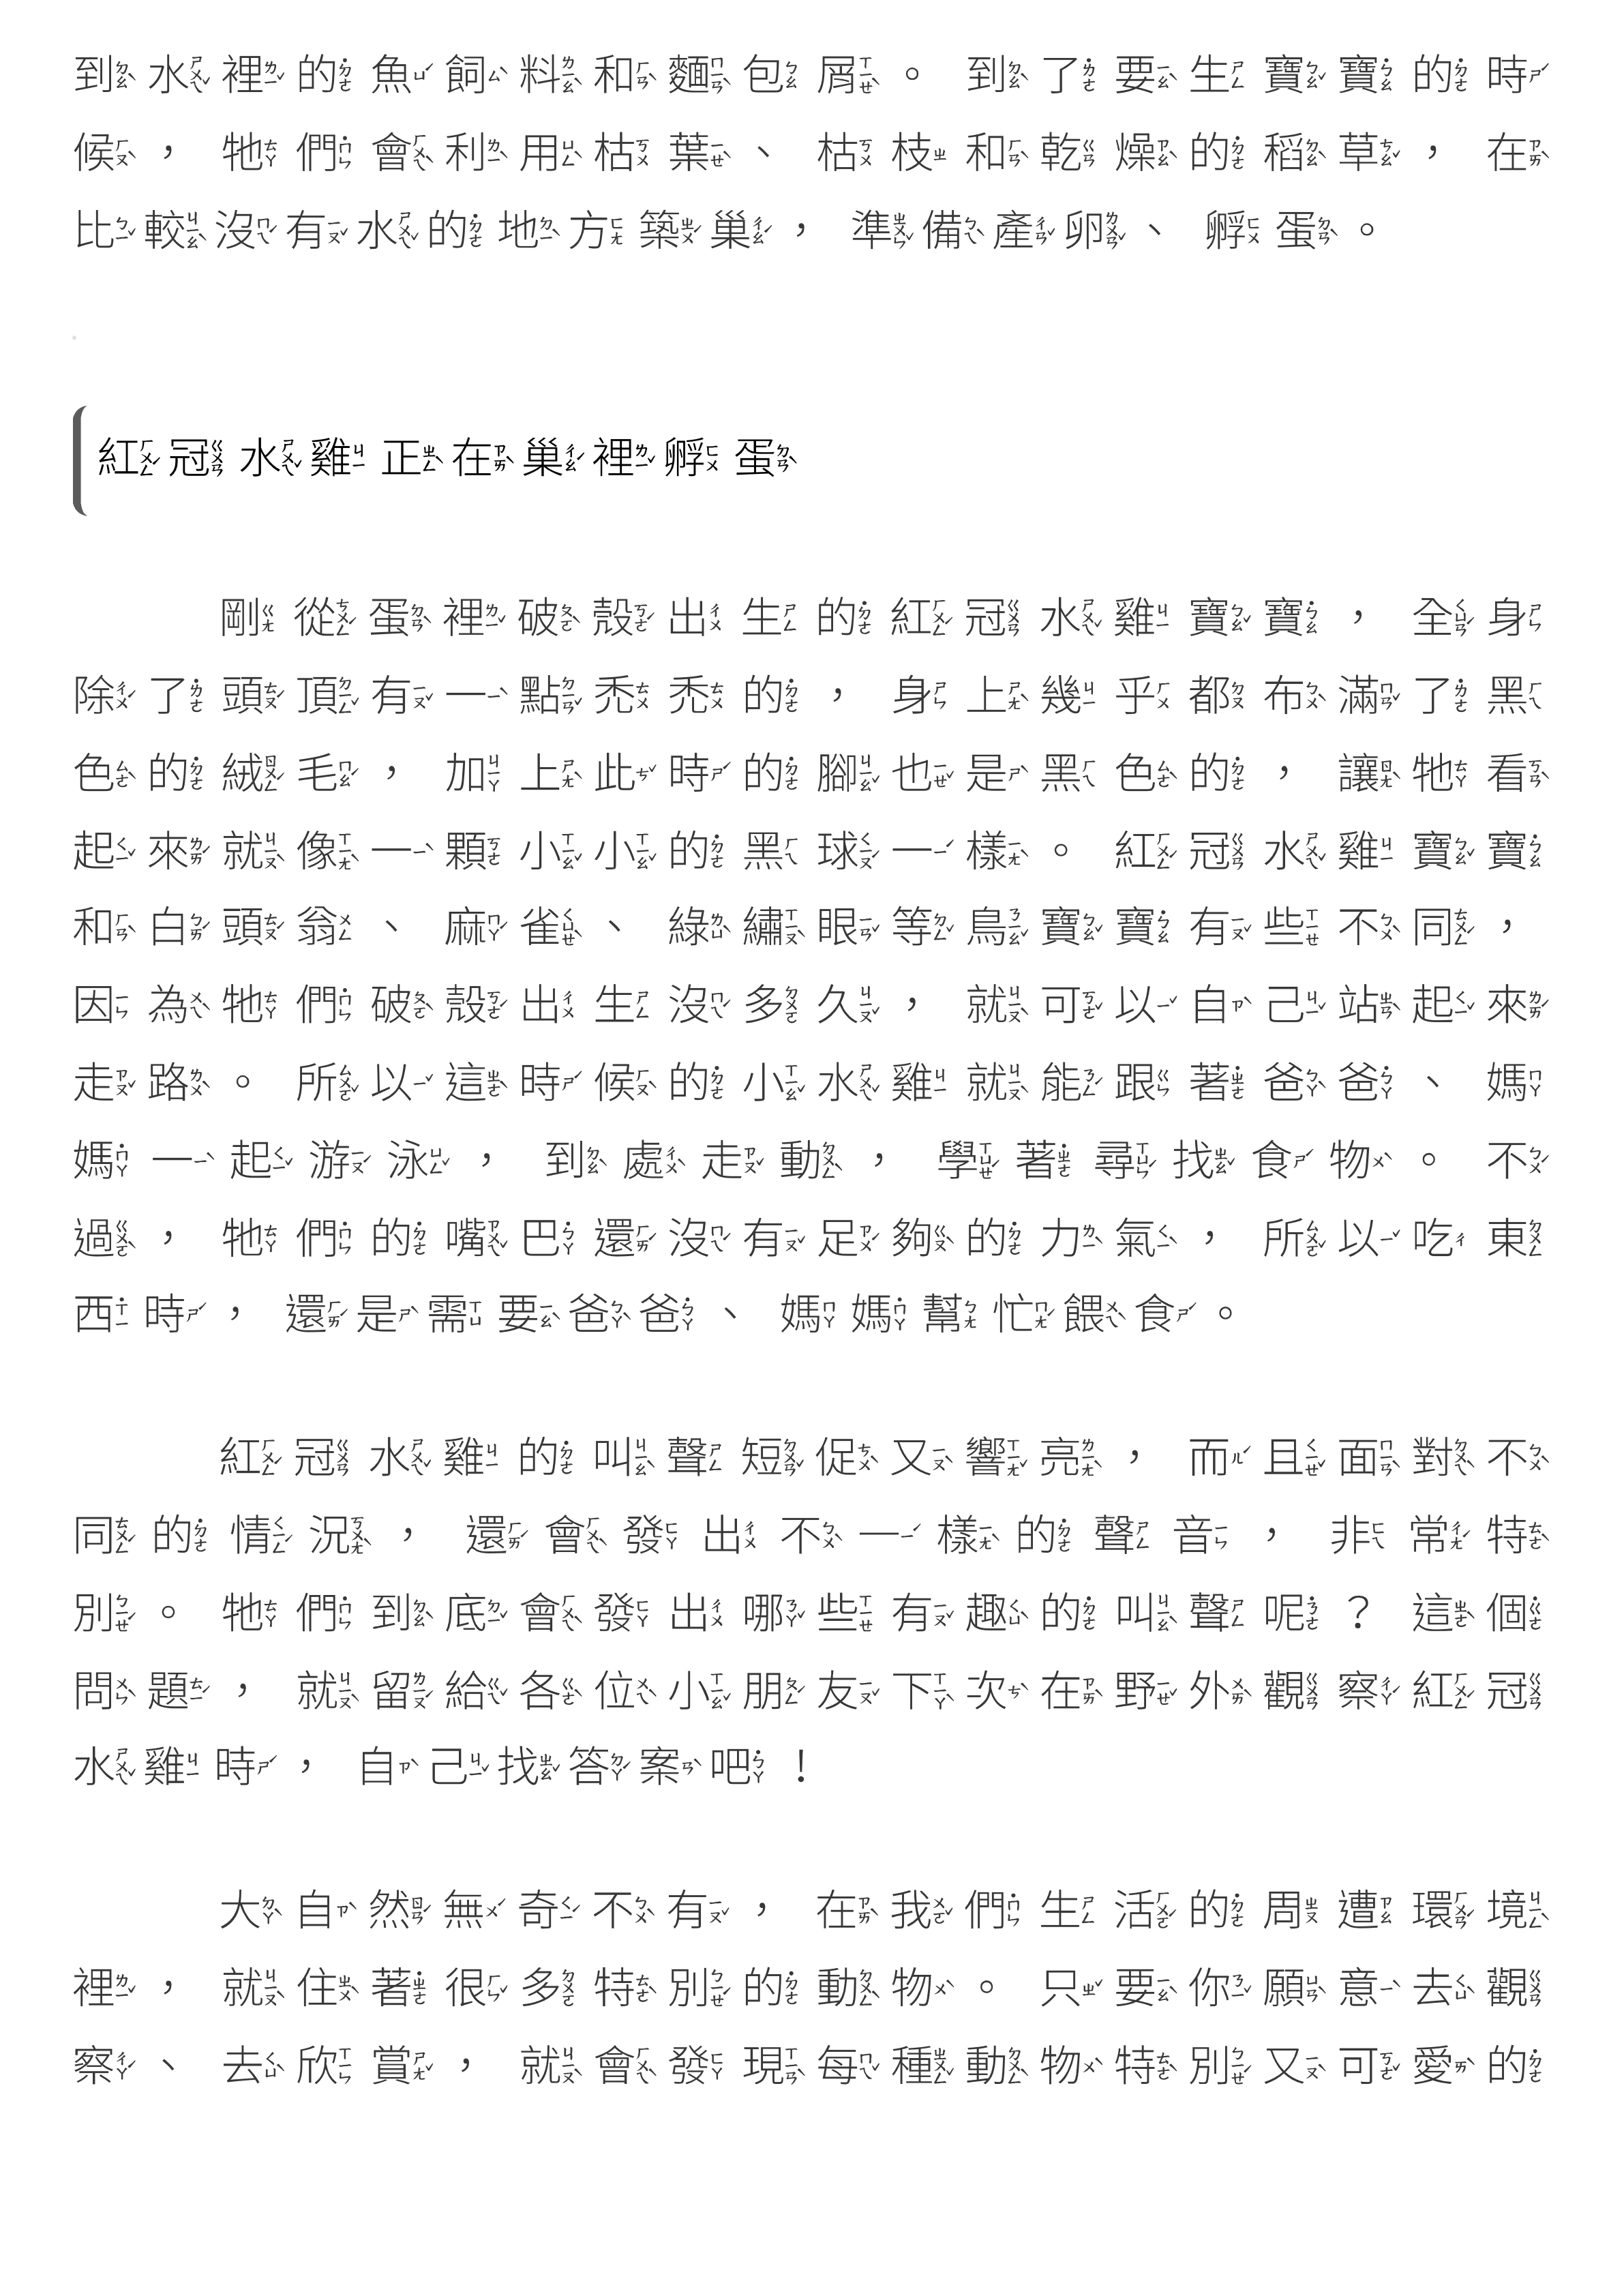 到水裡的魚飼料和麵包屑。到了要生寶寶的時
候，牠們會利用枯葉、枯枝和乾燥的稻草，在
比較沒有水的地方築巢，準備產卵、孵蛋。
紅冠水雞正在巢裡孵蛋
剛從蛋裡破殼出生的紅冠水雞寶寶，全身
除了頭頂有一點禿禿的，身上幾乎都布滿了黑
色的絨毛，加上此時的腳也是黑色的，讓牠看
起來就像一顆小小的黑球一樣。紅冠水雞寶寶
和白頭翁、麻雀、綠繡眼等鳥寶寶有些不同，
因為牠們破殼出生沒多久，就可以自己站起來
走路。所以這時候的小水雞就能跟著爸爸、媽
媽一起游泳，到處走動，學著尋找食物。不
過，牠們的嘴巴還沒有足夠的力氣，所以吃東
西時，還是需要爸爸、媽媽幫忙餵食。
紅冠水雞的叫聲短促又響亮，而且面對不
同的情況，還會發出不一樣的聲音，非常特
別。牠們到底會發出哪些有趣的叫聲呢？這個
問題，就留給各位小朋友下次在野外觀察紅冠
水雞時，自己找答案吧！
大自然無奇不有，在我們生活的周遭環境
裡，就住著很多特別的動物。只要你願意去觀
察、去欣賞，就會發現每種動物特別又可愛的